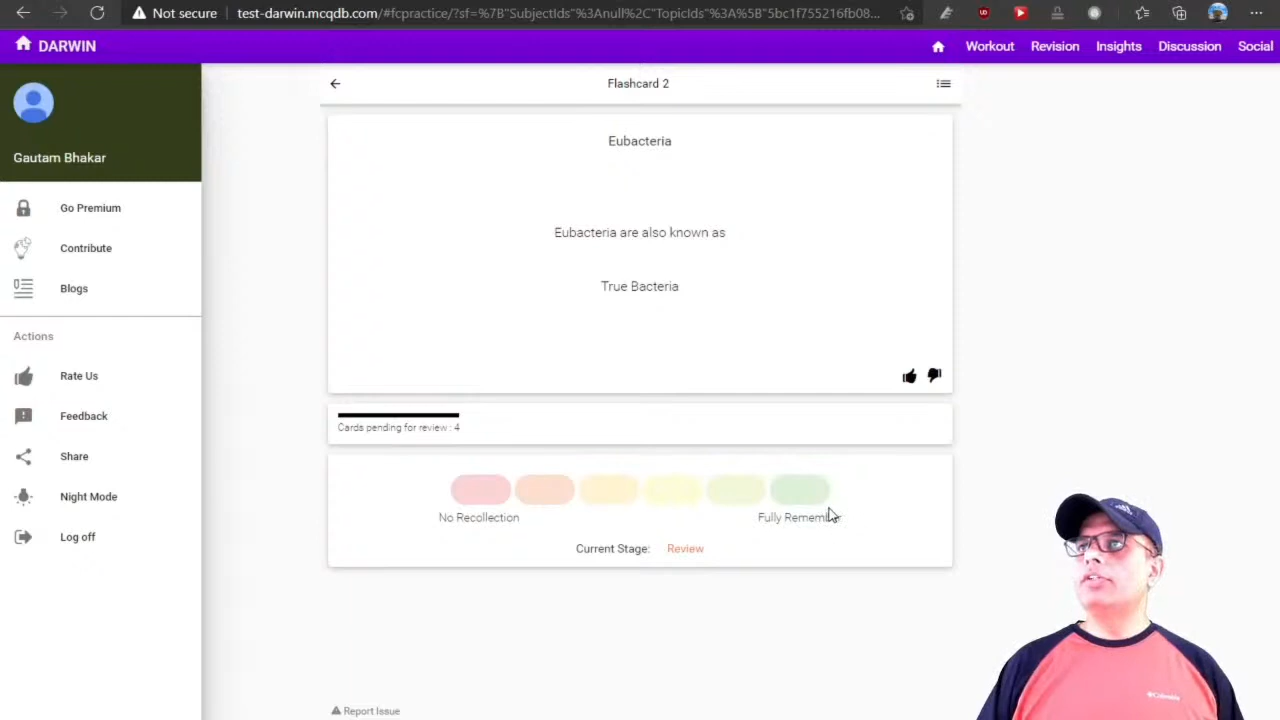 Not secure
test-darwin.mcqdb.com/#fcpractice/?sf=%7B"SubjectIds"%3Anull%2C"TopicIds"%3A%5B"5bc1f755216fb08...
DARWIN
Workout
Revision
Insights
Discussion
Social
Gautam Bhakar
Go Premium
Contribute
Blogs
Actions
Rate Us
Feedback
Share
Night Mode
Log off
Flashcard 2
Eubacteria
Eubacteria are also known as
True Bacteria
Cards pending for review : 4
No Recollection
Fully Remember
Current Stage: Review
Report Issue
Columbia